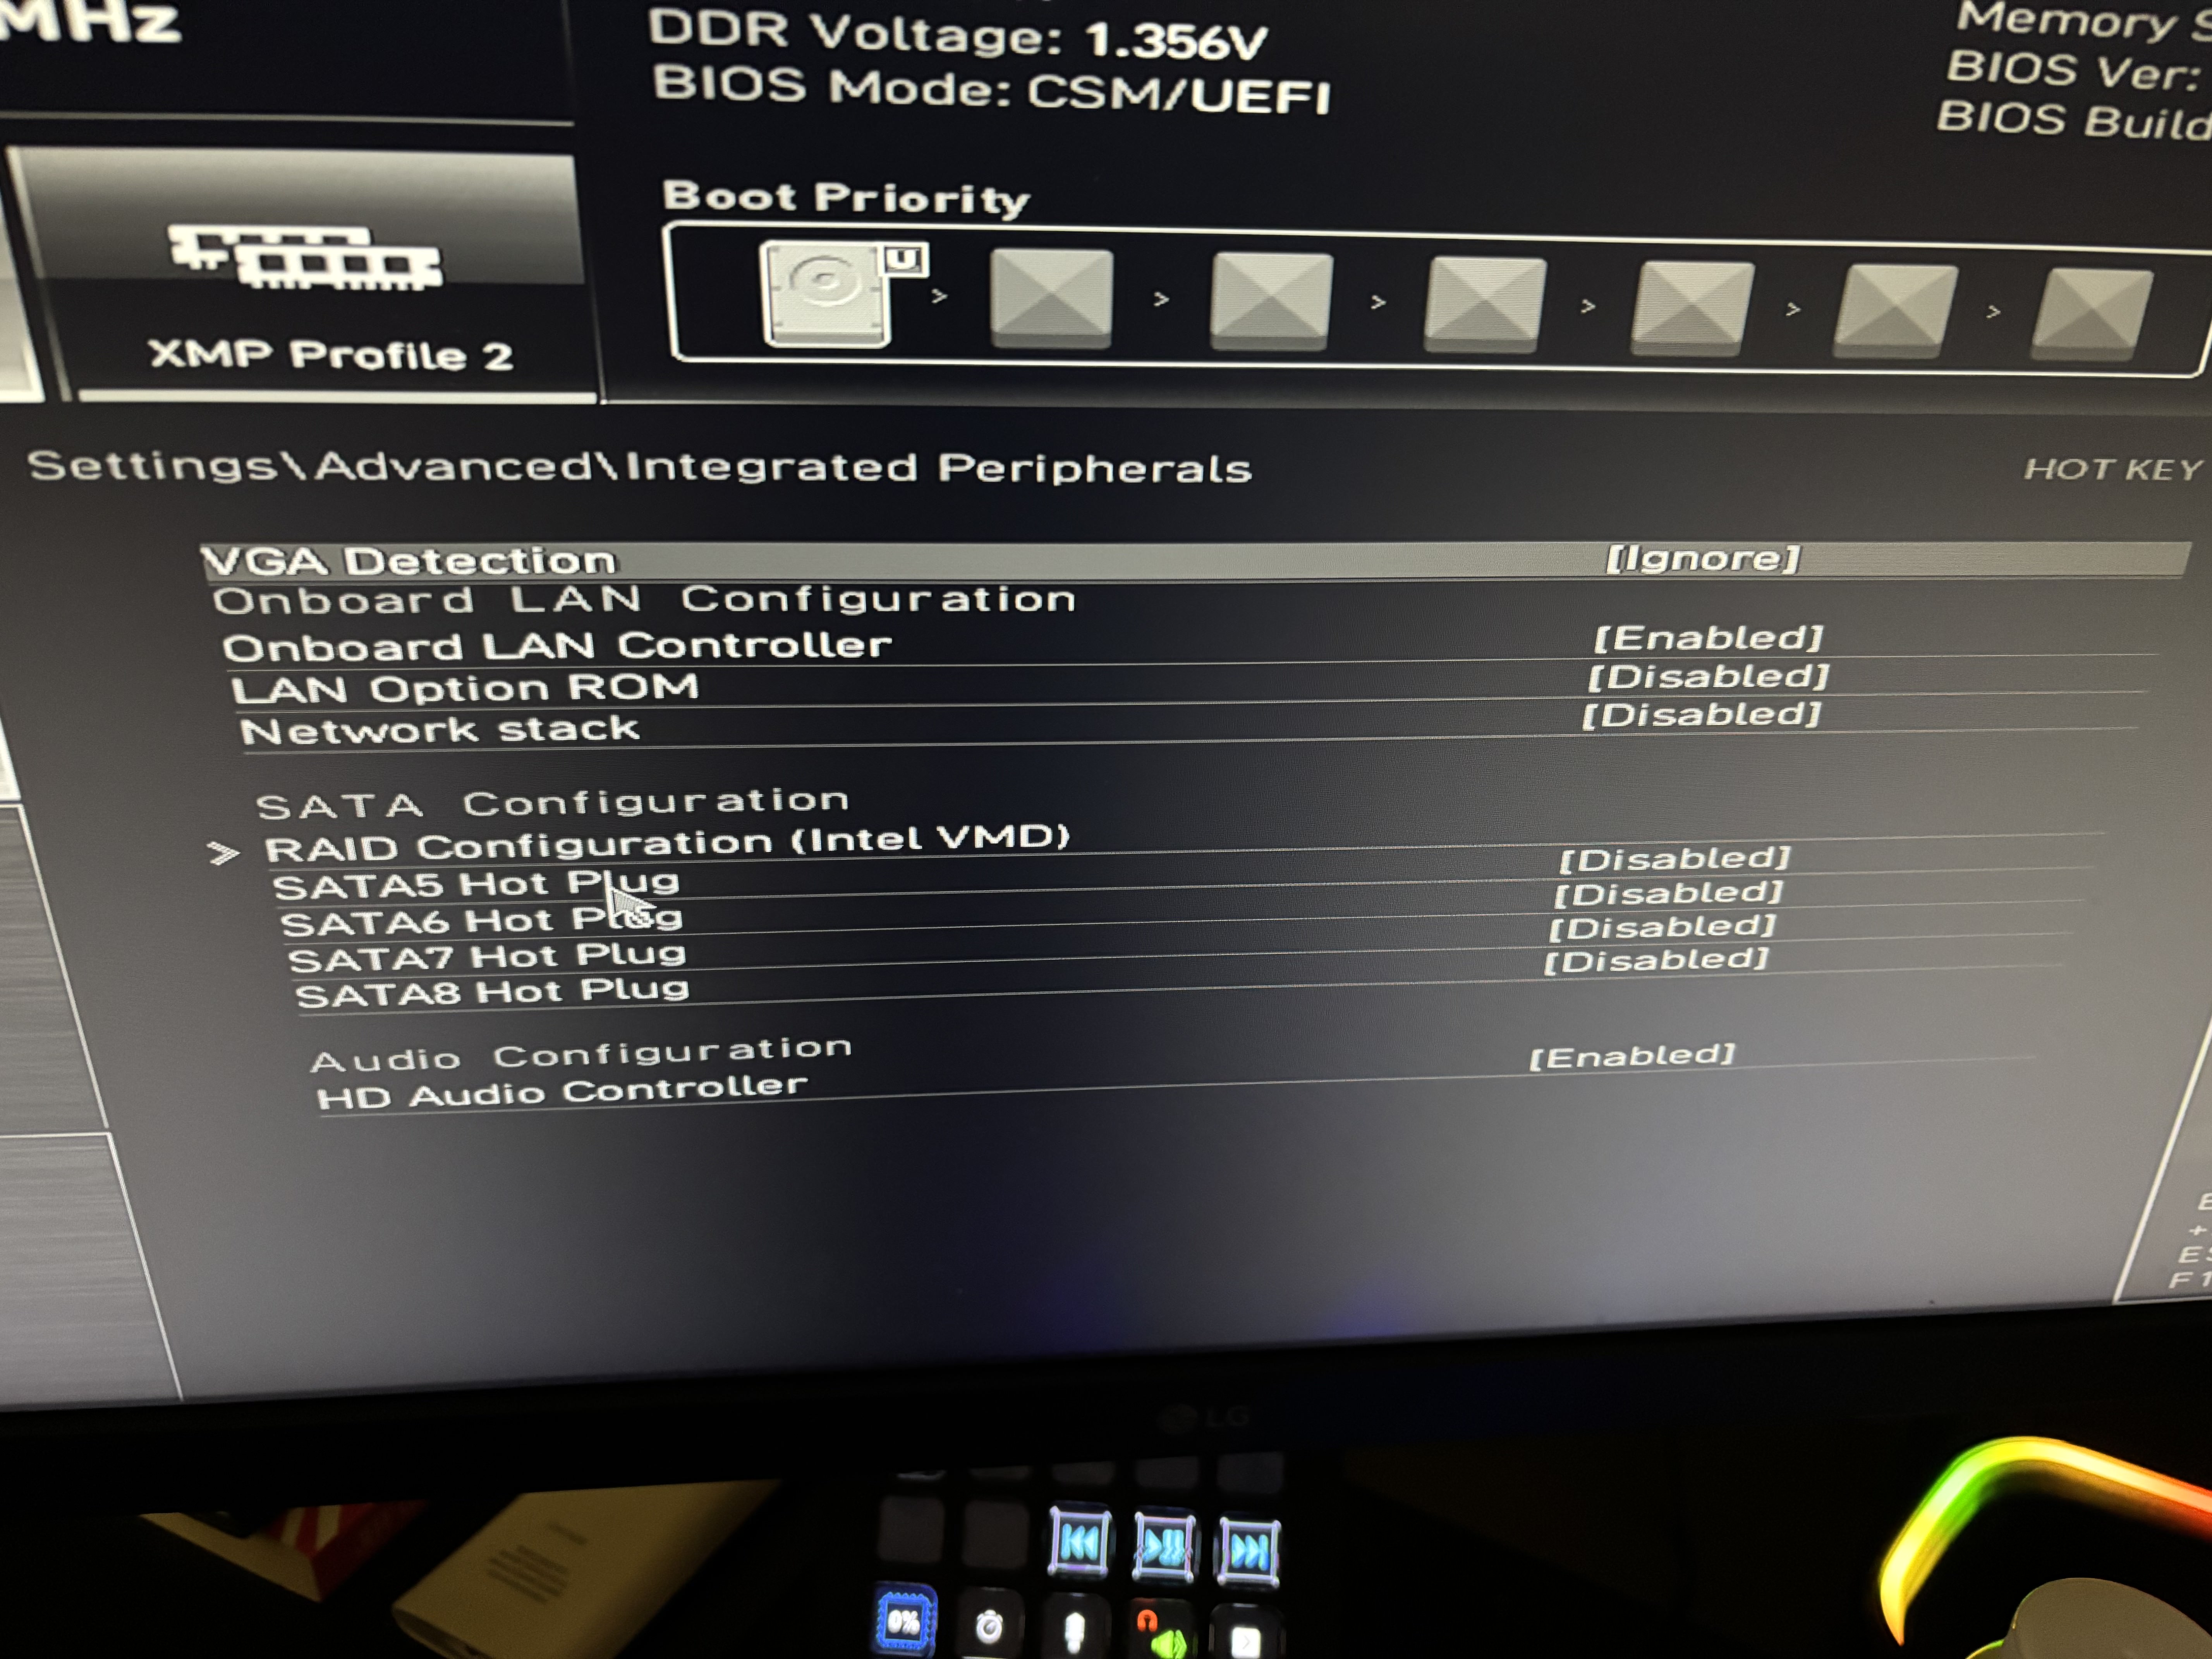 MHz
DDR Voltage: 1.356V
BIOS Mode: CSM/UEFI
Memory S
BIOS Ver:
BIOS Build
Boot Priority
U
XMP Profile 2
Settings\Advanced\Integrated Peripherals
HOT KEY
VGA Detection [Ignore]
Onboard LAN Configuration
Onboard LAN Controller [Enabled]
LAN Option ROM [Disabled]
Network stack [Disabled]
SATA Configuration
> RAID Configuration (Intel VMD)
SATA5 Hot Plug [Disabled]
SATA6 Hot Plug [Disabled]
SATA7 Hot Plug [Disabled]
SATA8 Hot Plug [Disabled]
Audio Configuration
HD Audio Controller [Enabled]
E
+
ES
F1
LG
0%